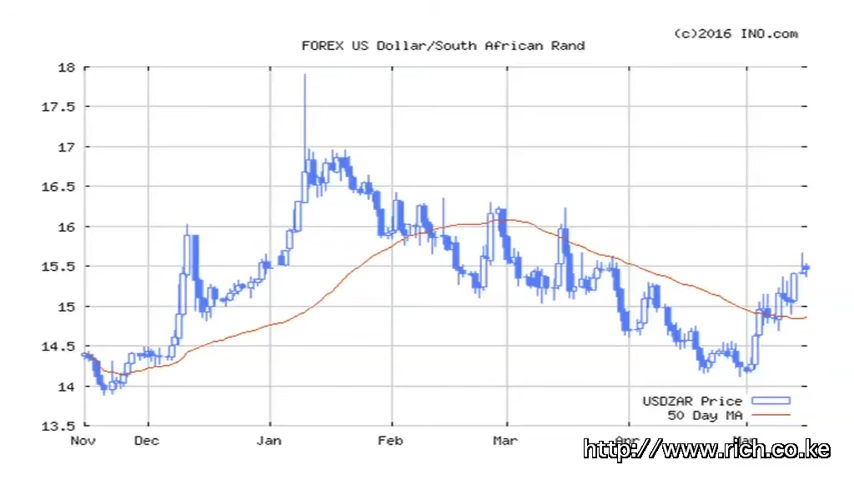 (c)2016 INO.com
FOREX US Dollar/South African Rand
18
17.5
17
16.5
16
15.5
15
14.5
14
13.5
USDZAR Price
50 Day MA
Nov Dec Jan Feb Mar Apr
http://www.rich.co.ke